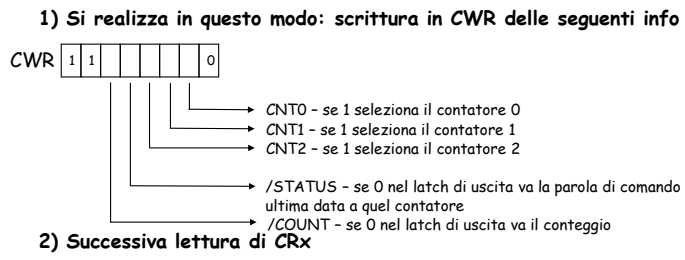 1) Si realizza in questo modo: scrittura in CWR delle seguenti info
CWR 1 1 0
CNT0 – se 1 seleziona il contatore 0
CNT1 – se 1 seleziona il contatore 1
CNT2 – se 1 seleziona il contatore 2
/STATUS – se 0 nel latch di uscita va la parola di comando
ultima data a quel contatore
/COUNT – se 0 nel latch di uscita va il conteggio
2) Successiva lettura di CRx